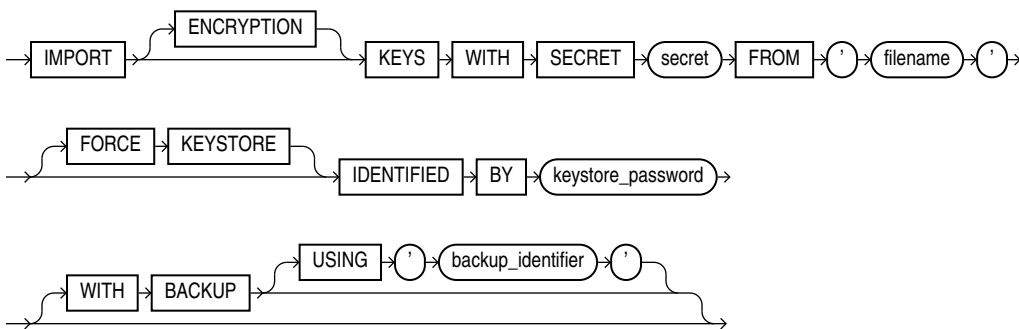 ENCRYPTION
IMPORT KEYS WITH SECRET secret FROM ' filename '
FORCE KEYSTORE
IDENTIFIED BY keystore_password
USING ' backup_identifier '
WITH BACKUP